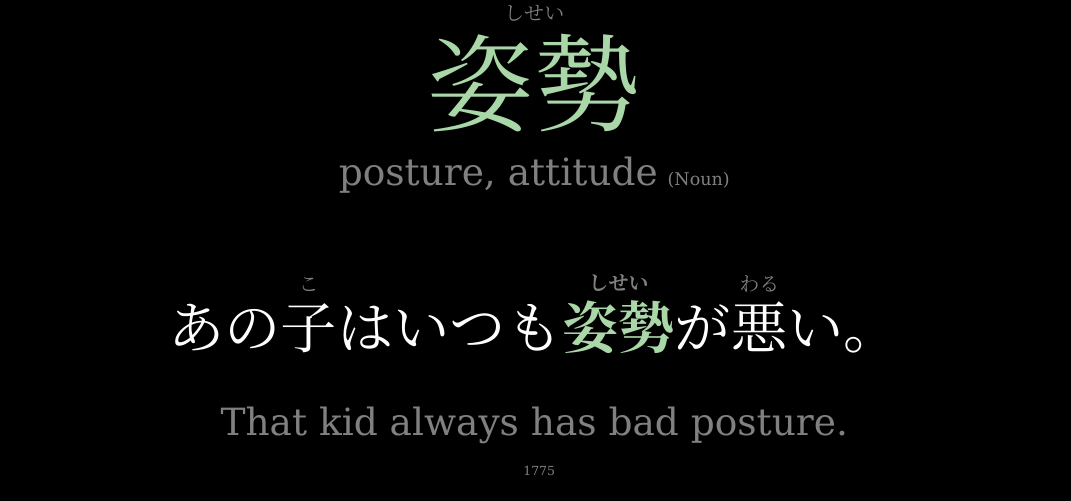 しせい
姿勢
posture, attitude (Noun)
こ しせい わる
あの子はいつも姿勢が悪い。
That kid always has bad posture.
1775